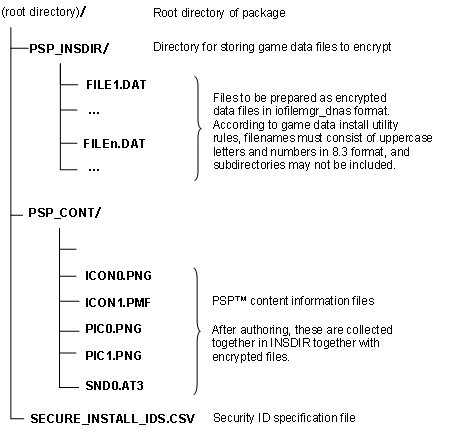 (root directory)/ Root directory of package
PSP_INSDIR/ Directory for storing game data files to encrypt
FILE1.DAT
...
FILEn.DAT
...
Files to be prepared as encrypted
data files in iofilemgr_dnas format.
According to game data install utility
rules, filenames must consist of uppercase
letters and numbers in 8.3 format, and
subdirectories may not be included.
PSP_CONT/
ICON0.PNG
ICON1.PMF
PIC0.PNG
PIC1.PNG
SND0.AT3
PSP™ content information files
After authoring, these are collected
together in INSDIR together with
encrypted files.
SECURE_INSTALL_IDS.CSV Security ID specification file